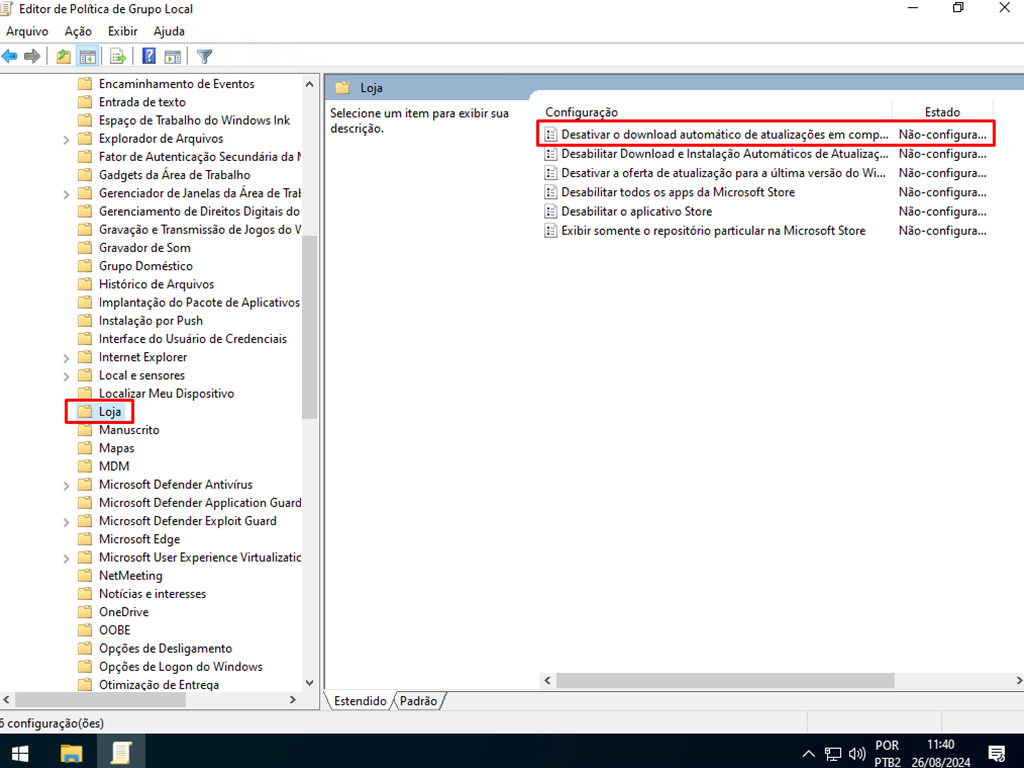 Editor de Política de Grupo Local
Arquivo Ação Exibir Ajuda
Encaminhamento de Eventos
Entrada de texto
Espaço de Trabalho do Windows Ink
Explorador de Arquivos
Fator de Autenticação Secundária da
Gadgets da Área de Trabalho
Gerenciador de Janelas da Área de Trab
Gerenciamento de Direitos Digitais do
Gravação e Transmissão de Jogos do
Gravador de Som
Grupo Doméstico
Histórico de Arquivos
Implantação do Pacote de Aplicativos
Instalação por Push
Interface do Usuário de Credenciais
Internet Explorer
Local e sensores
Localizar Meu Dispositivo
Loja
Manuscrito
Mapas
MDM
Microsoft Defender Antivírus
Microsoft Defender Application Guard
Microsoft Defender Exploit Guard
Microsoft Edge
Microsoft User Experience Virtualizatic
NetMeeting
Notícias e interesses
OneDrive
OOBE
Opções de Desligamento
Opções de Logon do Windows
Otimização de Entrega
Loja
Selecione um item para exibir sua
descrição.
Configuração Estado
Desativar o download automático de atualizações em comp... Não-configura...
Desabilitar Download e Instalação Automáticos de Atualizaç... Não-configura...
Desativar a oferta de atualização para a última versão do Wi... Não-configura...
Desabilitar todos os apps da Microsoft Store Não-configura...
Desabilitar o aplicativo Store Não-configura...
Exibir somente o repositório particular na Microsoft Store Não-configura...
Estendido Padrão
6 configuração(ões)
POR 11:40
PTB2 26/08/2024